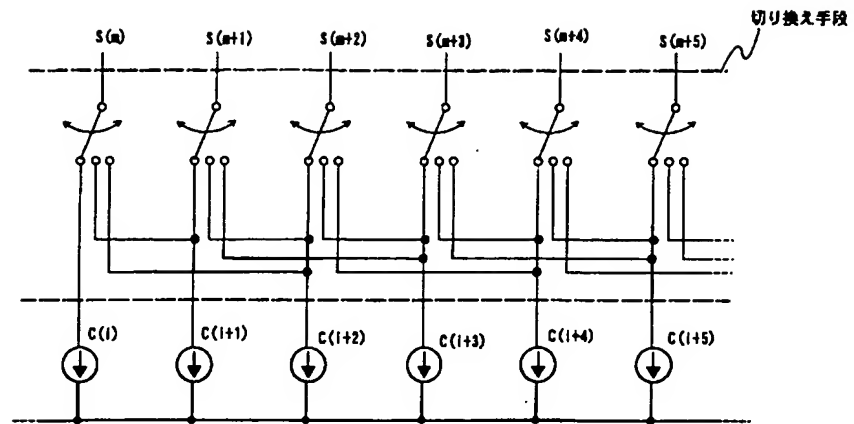 切り換え手段
S(m) S(m+1) S(m+2) S(m+3) S(m+4) S(m+5)
C(i) C(i+1) C(i+2) C(i+3) C(i+4) C(i+5)